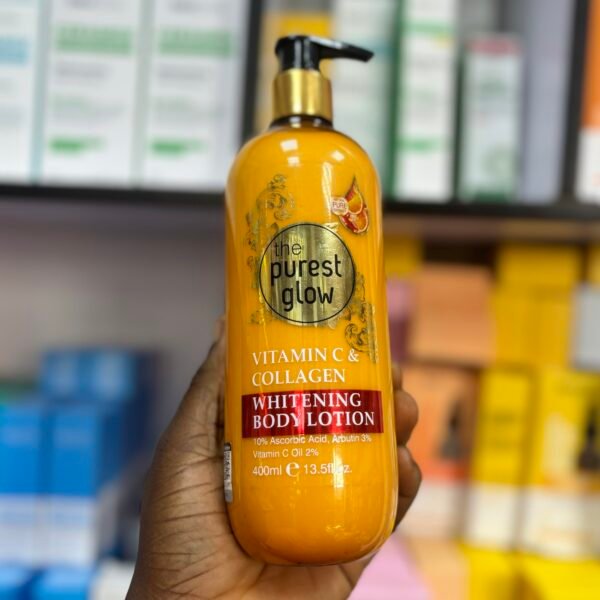 PURE
the
purest
glow
VITAMIN C &
COLLAGEN
WHITENING
BODY LOTION
10% Ascorbic Acid, Arbutin 3%
Vitamin C Oil 2%
400ml e 13.5fl.oz.